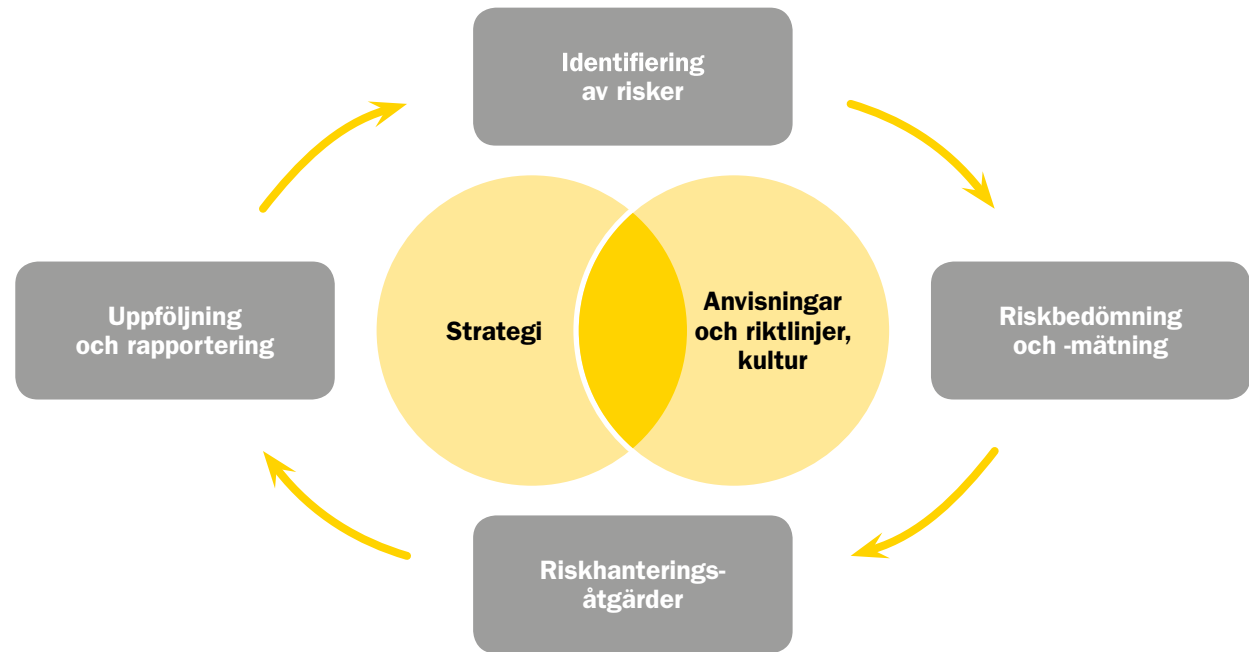 Identifiering
av risker
Uppföljning
och rapportering
Strategi
Anvisningar
och riktlinjer,
kultur
Riskbedömning
och -mätning
Riskhanterings-
åtgärder